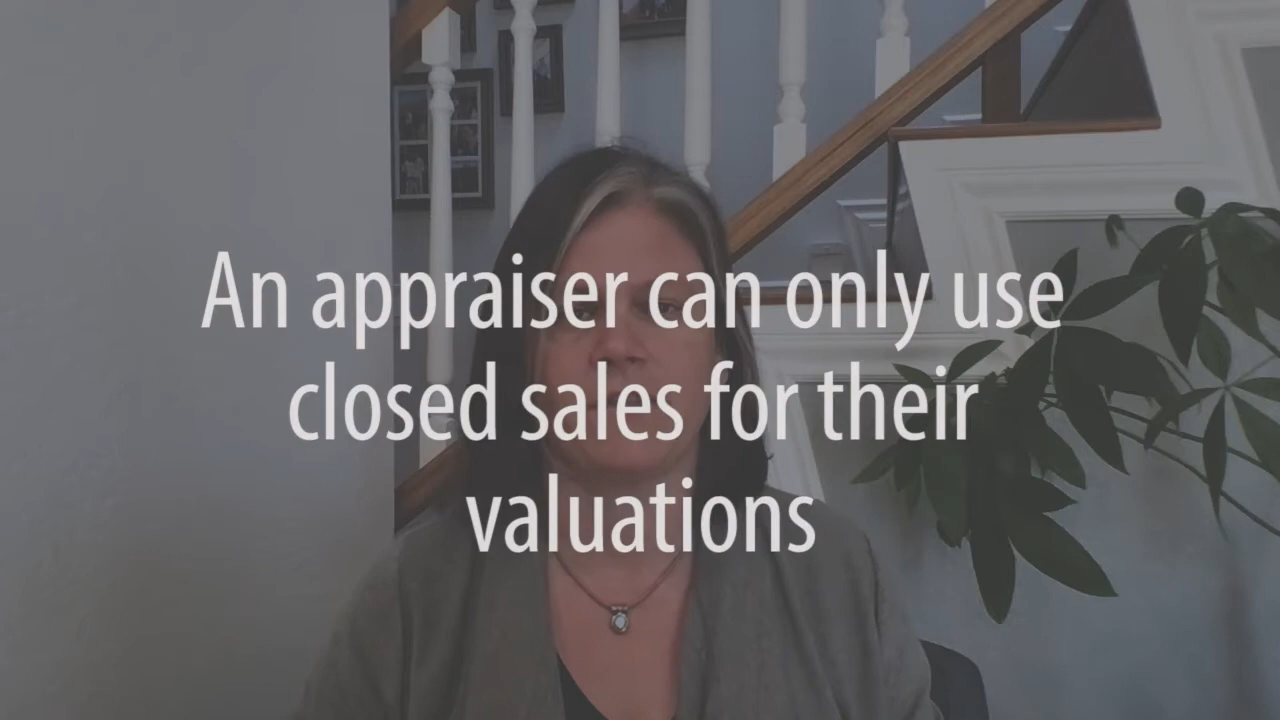 An appraiser can only use
closed sales for their
valuations